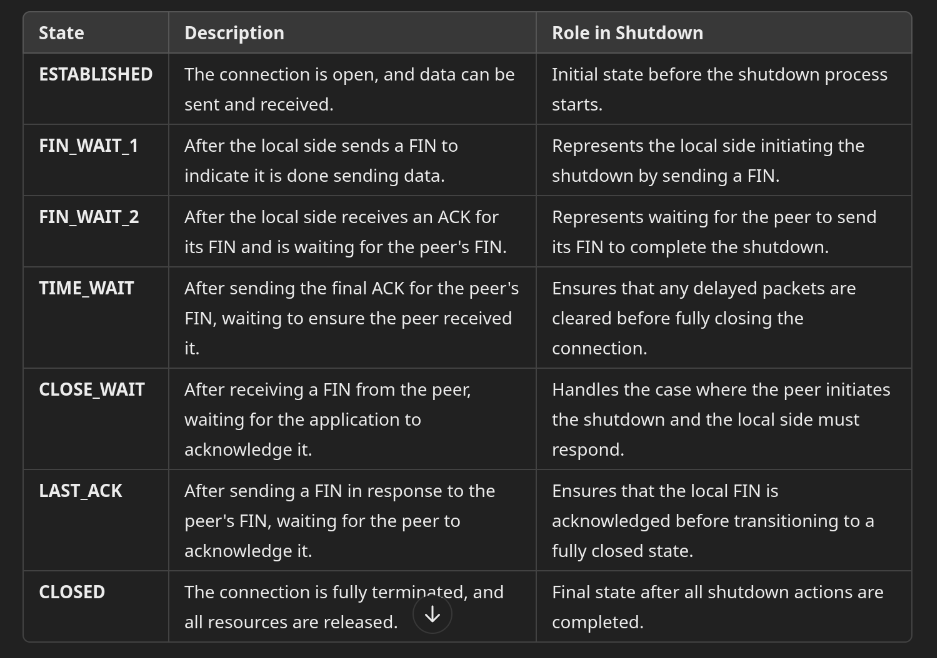 State Description Role in Shutdown
ESTABLISHED The connection is open, and data can be Initial state before the shutdown process
sent and received. starts.
FIN_WAIT_1 After the local side sends a FIN to Represents the local side initiating the
indicate it is done sending data. shutdown by sending a FIN.
FIN_WAIT_2 After the local side receives an ACK for Represents waiting for the peer to send
its FIN and is waiting for the peer's FIN. its FIN to complete the shutdown.
TIME_WAIT After sending the final ACK for the peer's Ensures that any delayed packets are
FIN, waiting to ensure the peer received cleared before fully closing the
it. connection.
CLOSE_WAIT After receiving a FIN from the peer, Handles the case where the peer initiates
waiting for the application to the shutdown and the local side must
acknowledge it. respond.
LAST_ACK After sending a FIN in response to the Ensures that the local FIN is
peer's FIN, waiting for the peer to acknowledged before transitioning to a
acknowledge it. fully closed state.
CLOSED The connection is fully terminated, and Final state after all shutdown actions are
all resources are released. completed.